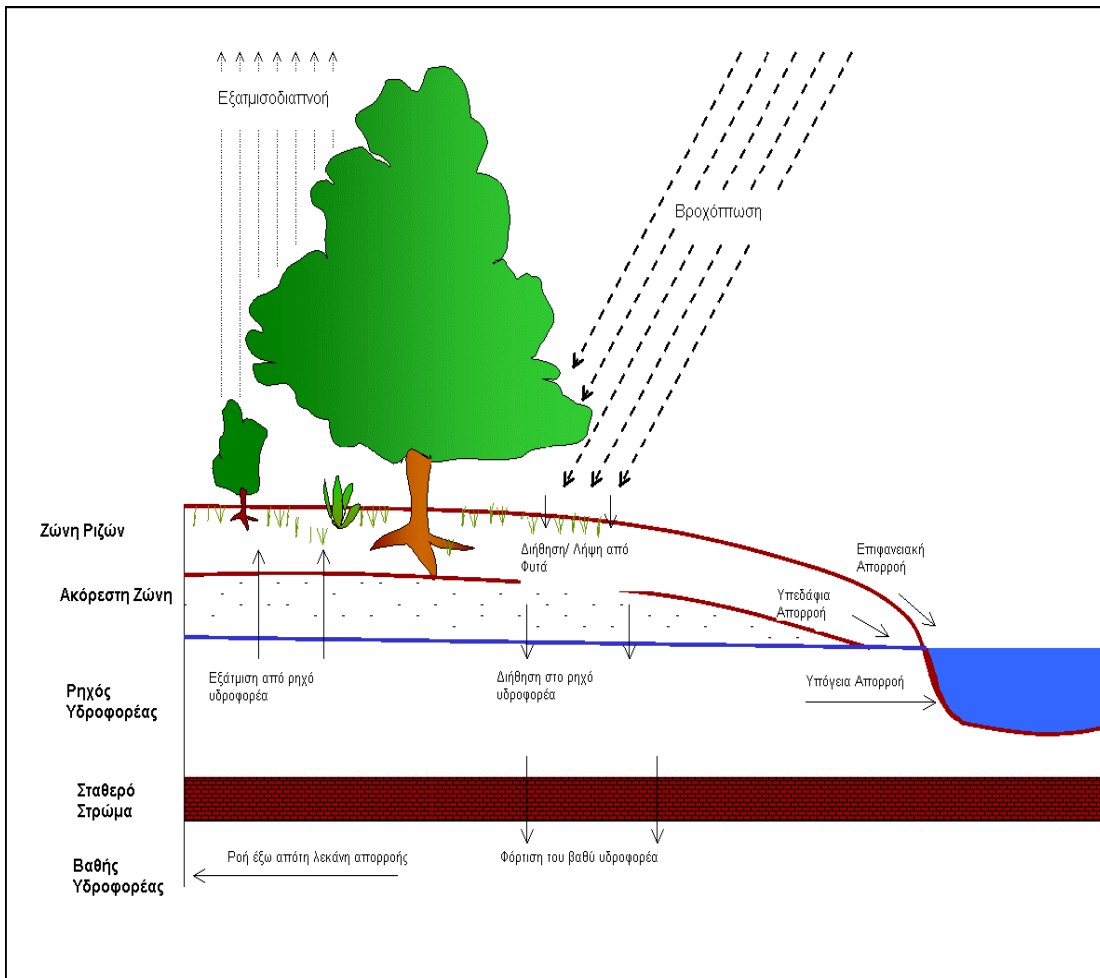 Εξατμισοδιαπνοή
Βροχόπτωση
Ζώνη Ριζών
Διήθηση/ Λήψη από
Φυτά
Επιφανειακή
Απορροή
Ακόρεστη Ζώνη
Υπεδάφια
Απορροή
Εξάτμιση από ρηχό
υδροφορέα
Διήθηση στο ρηχό
υδροφορέα
Υπόγεια Απορροή
Ρηχός
Υδροφορέας
Σταθερό
Στρώμα
Ροή έξω απότη λεκάνη απορροής
Φόρτιση του βαθύ υδροφορέα
Βαθής
Υδροφορέας